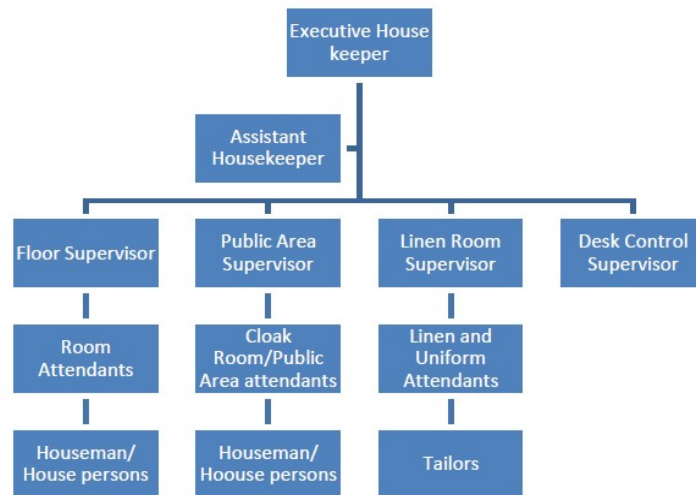 Executive House
keeper
Assistant
Housekeeper
Floor Supervisor
Public Area
Supervisor
Linen Room
Supervisor
Desk Control
Supervisor
Room
Attendants
Cloak
Room/Public
Area attendants
Linen and
Uniform
Attendants
Houseman/
House persons
Houseman/
Hoouse persons
Tailors